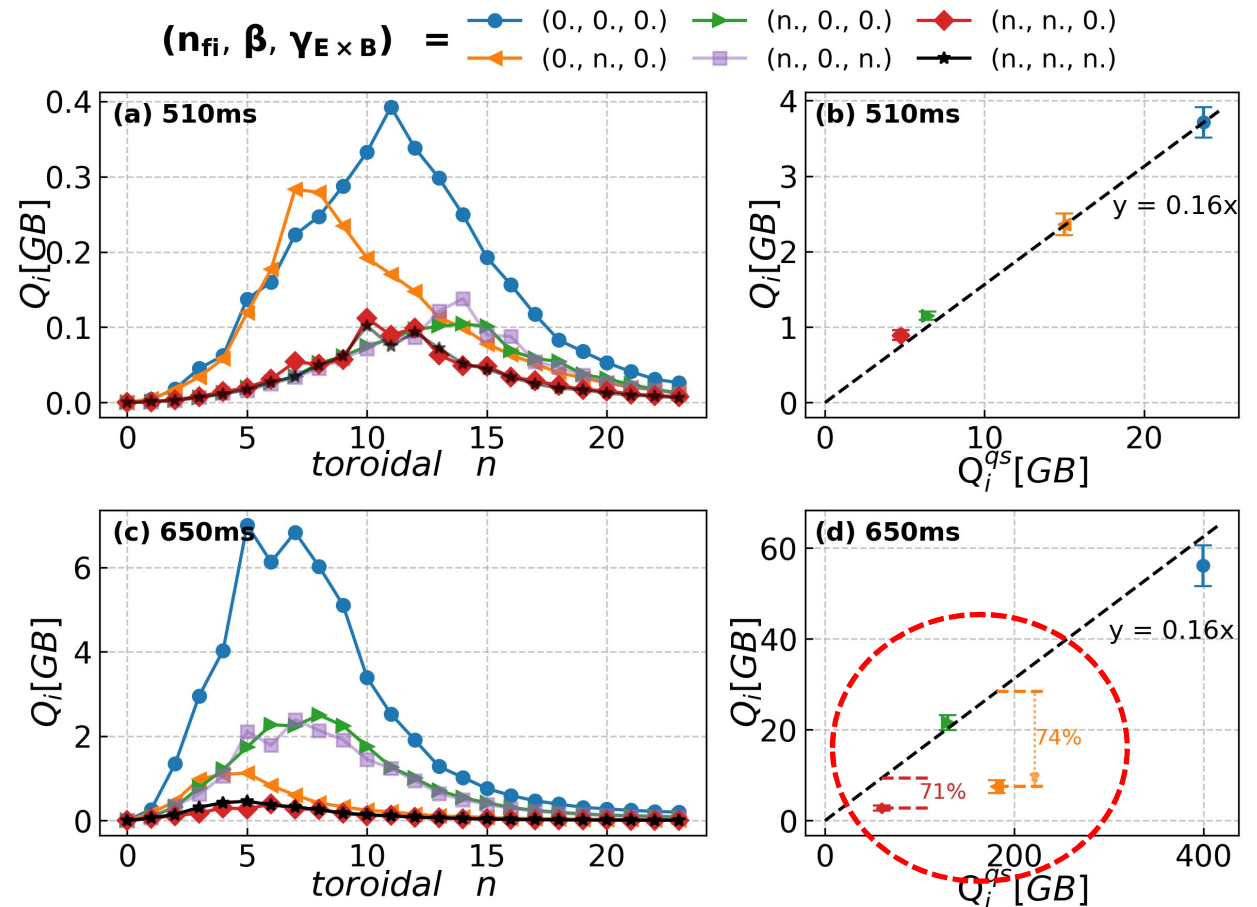 (n_fi, β, γ_E×B) =
(0., 0., 0.) (n., 0., 0.) (n., n., 0.)
(0., n., 0.) (n., 0., n.) (n., n., n.)
(a) 510ms
0.4
0.3
0.2
0.1
0.0
Q_i[GB]
0 5 10 15 20
toroidal n
(b) 510ms
4
3
2
1
0
Q_i[GB]
y = 0.16x
0 10 20
Q_i^qs[GB]
(c) 650ms
6
4
2
0
Q_i[GB]
0 5 10 15 20
toroidal n
(d) 650ms
60
40
20
0
Q_i[GB]
y = 0.16x
74%
71%
0 200 400
Q_i^qs[GB]